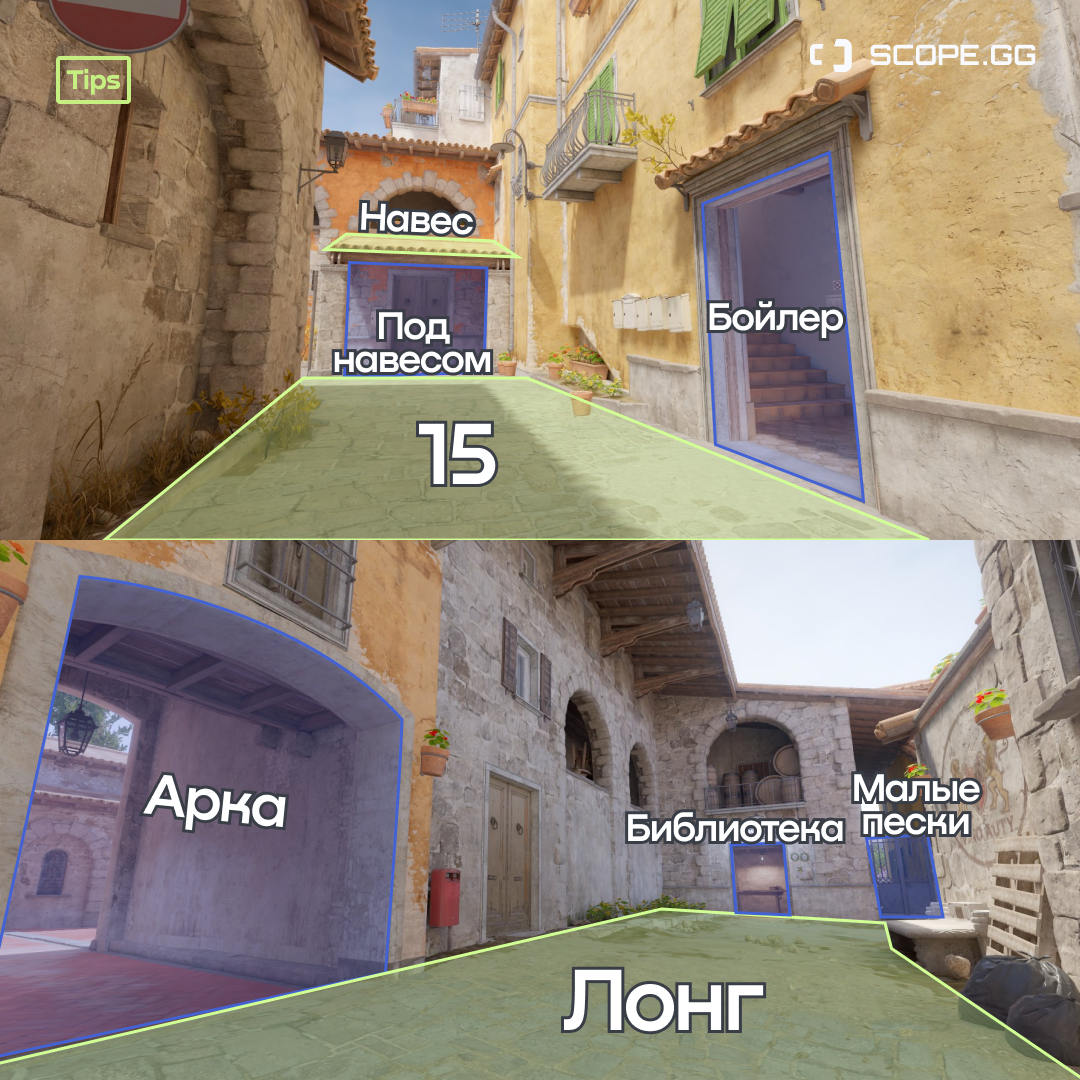 SCOPE.GG
Tips
Навес
Бойлер
Под
навесом
15
Арка
Малые
пески
Библиотека
Лонг